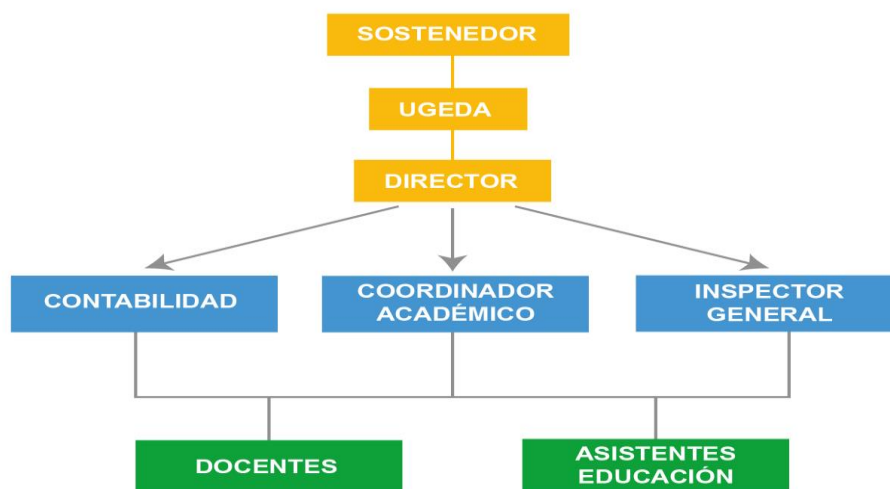 SOSTENEDOR
UGEDA
DIRECTOR
CONTABILIDAD
COORDINADOR
ACADÉMICO
INSPECTOR
GENERAL
DOCENTES
ASISTENTES
EDUCACIÓN